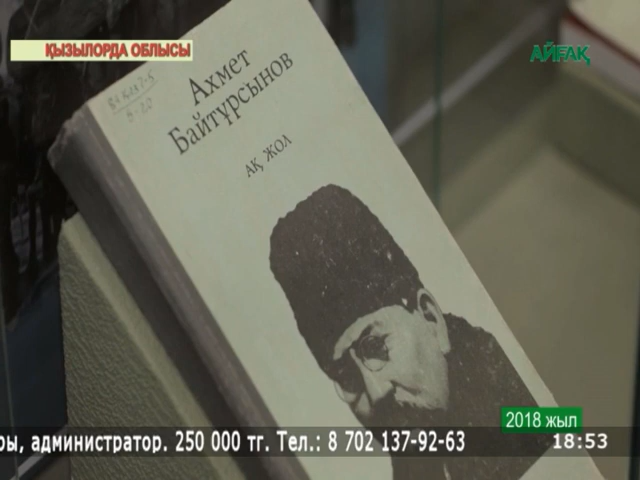 ҚЫЗЫЛОРДА ОБЛЫСЫ
АЙҒАҚ
Ахмет
Байтұрсынов
АҚ ЖОЛ
2018 жыл
ры, администратор. 250 000 тг. Тел.: 8 702 137-92-63
18:53